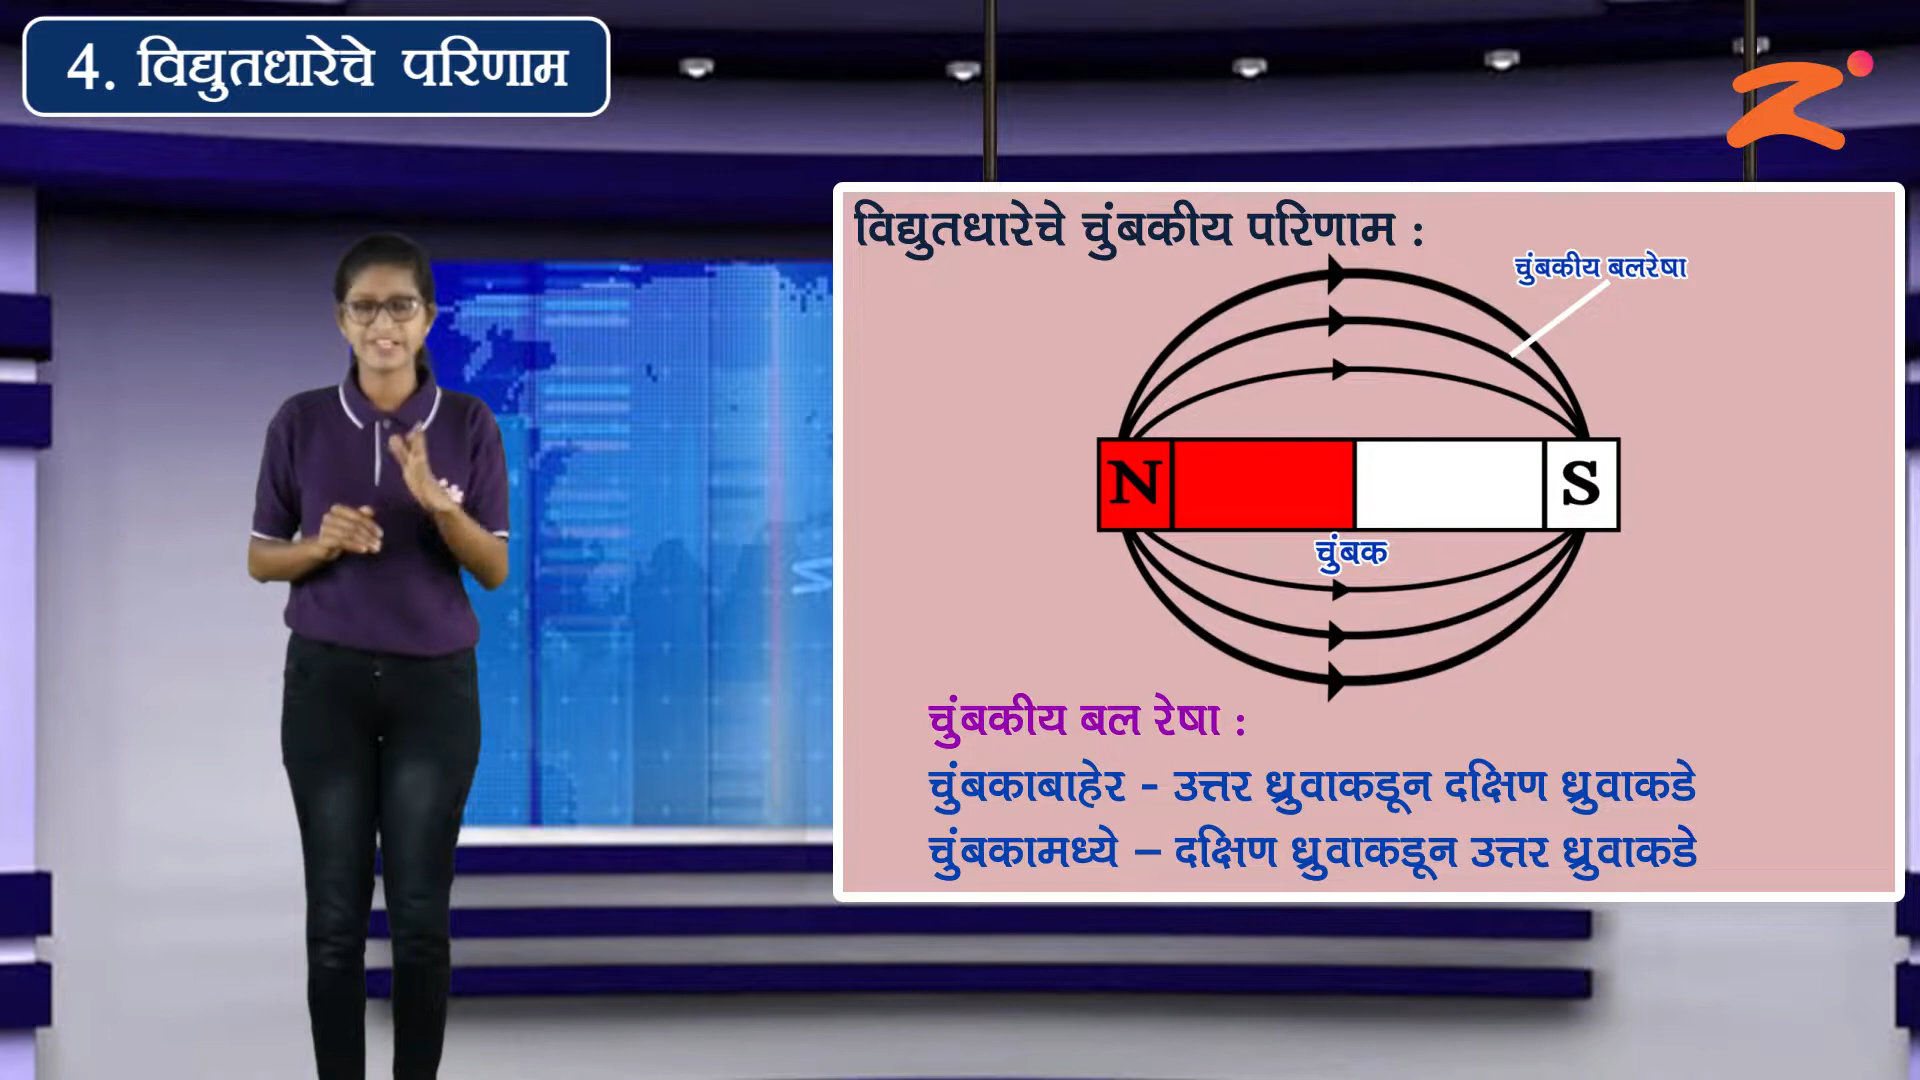 4. विद्युतधारेचे परिणाम
विद्युतधारेचे चुंबकीय परिणाम :
चुंबकीय बलरेषा
N S
चुंबक
चुंबकीय बल रेषा :
चुंबकाबाहेर - उत्तर ध्रुवाकडून दक्षिण ध्रुवाकडे
चुंबकामध्ये – दक्षिण ध्रुवाकडून उत्तर ध्रुवाकडे